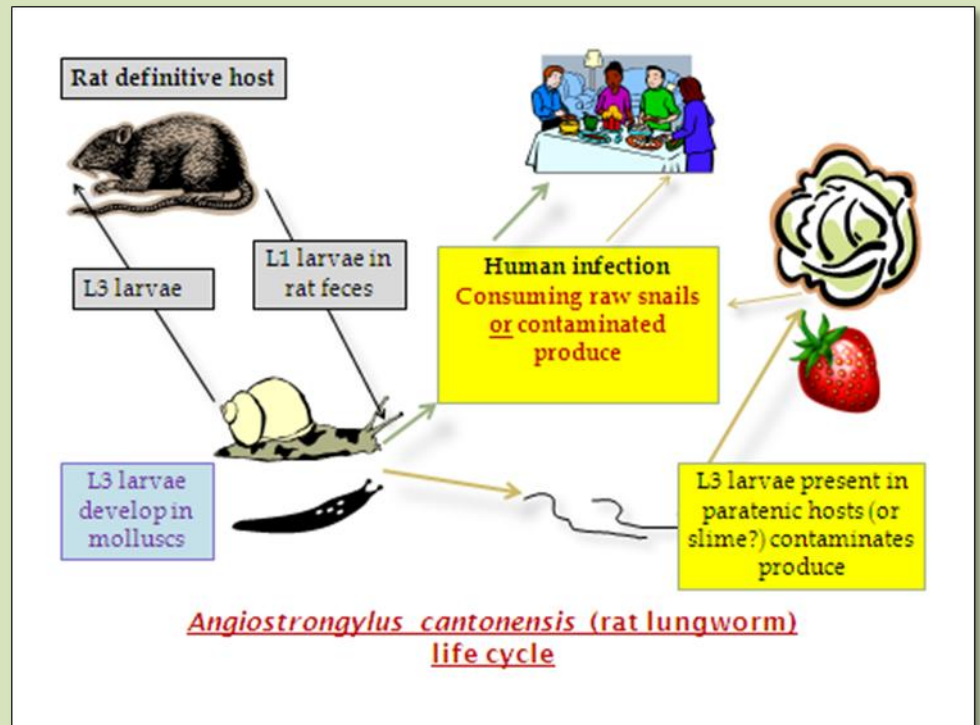 Rat definitive host
L3 larvae
L1 larvae in
rat feces
Human infection
Consuming raw snails
or contaminated
produce
L3 larvae
develop in
molluscs
L3 larvae present in
paratenic hosts (or
slime?) contaminates
produce
Angiostrongylus cantonensis (rat lungworm)
life cycle